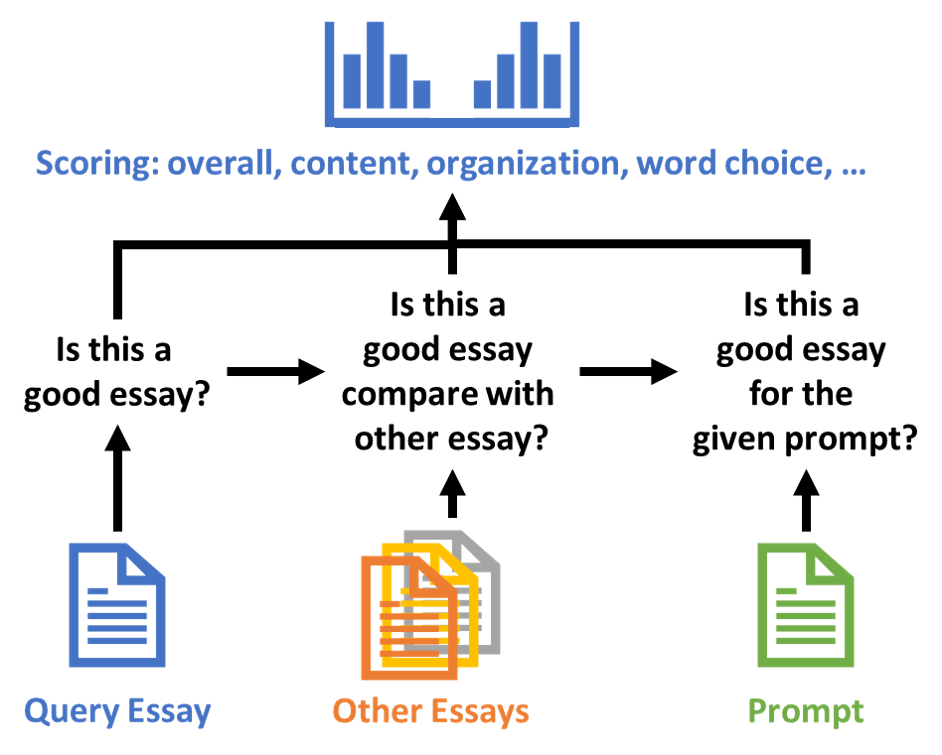 Scoring: overall, content, organization, word choice, ...
Is this a
good essay?
Is this a
good essay
compare with
other essay?
Is this a
good essay
for the
given prompt?
Query Essay
Other Essays
Prompt